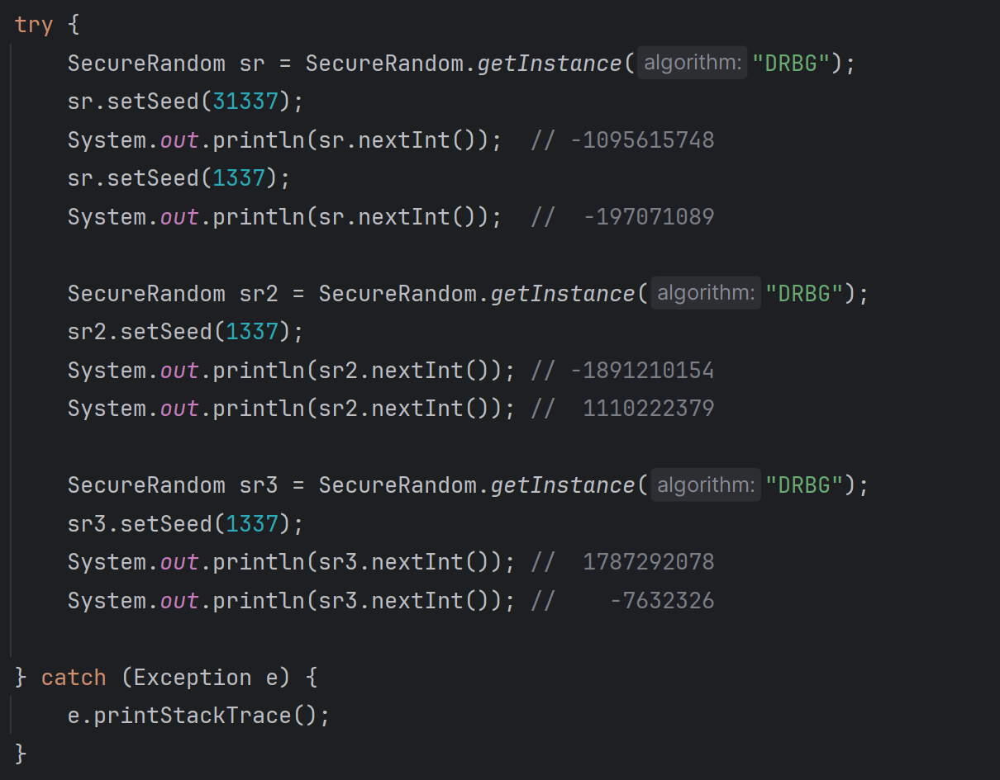 try {
    SecureRandom sr = SecureRandom.getInstance( algorithm: "DRBG");
    sr.setSeed(31337);
    System.out.println(sr.nextInt());  // -1095615748
    sr.setSeed(1337);
    System.out.println(sr.nextInt());  //  -197071089
    SecureRandom sr2 = SecureRandom.getInstance( algorithm: "DRBG");
    sr2.setSeed(1337);
    System.out.println(sr2.nextInt()); // -1891210154
    System.out.println(sr2.nextInt()); //  1110222379
    SecureRandom sr3 = SecureRandom.getInstance( algorithm: "DRBG");
    sr3.setSeed(1337);
    System.out.println(sr3.nextInt()); //  1787292078
    System.out.println(sr3.nextInt()); //    -7632326
} catch (Exception e) {
    e.printStackTrace();
}